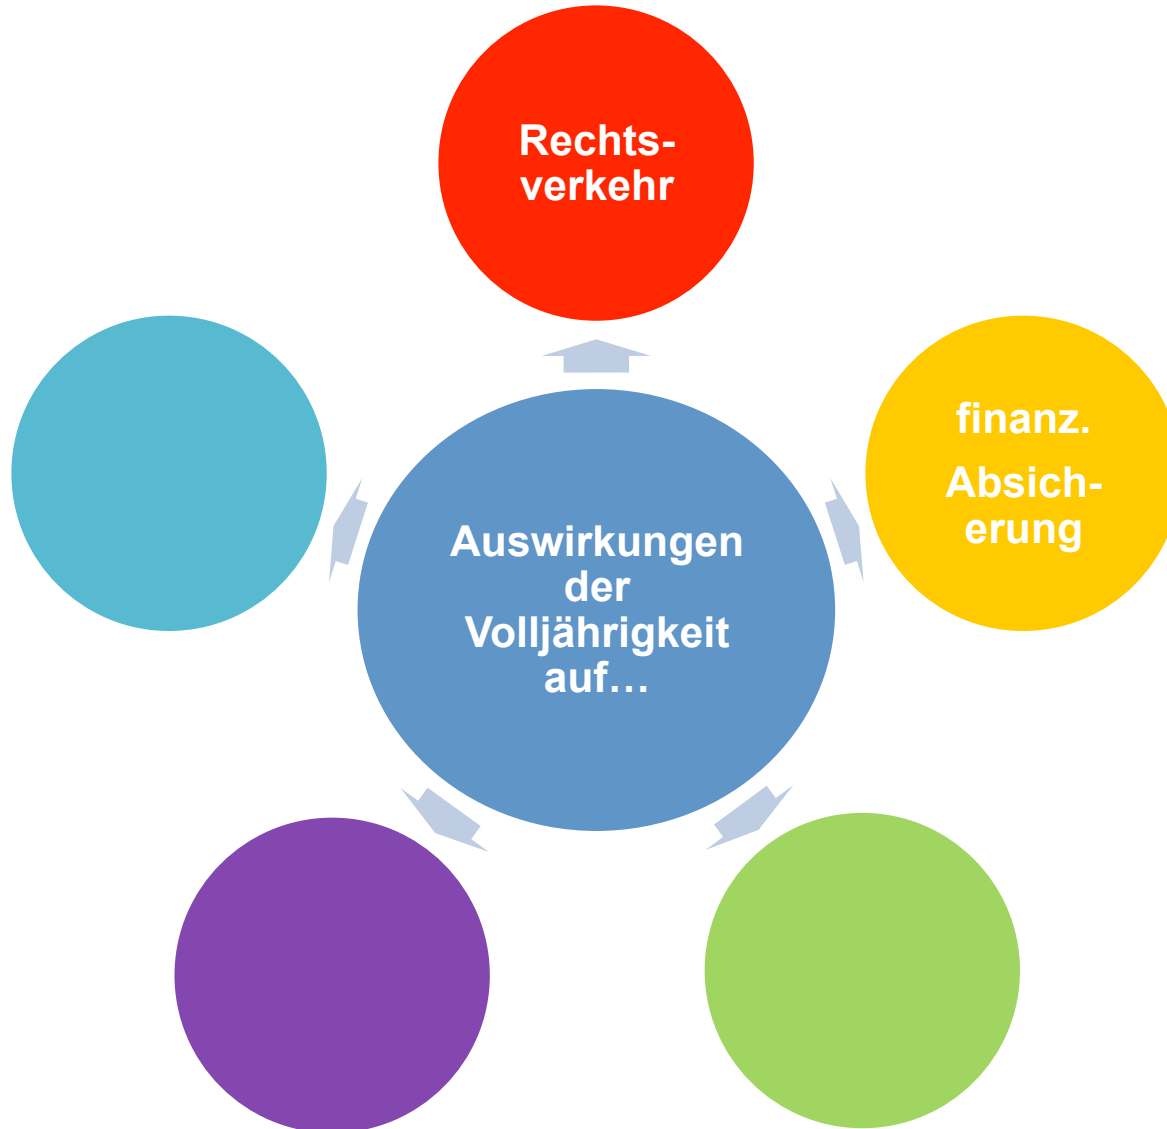 Rechts-
verkehr
finanz.
Absich-
erung
Auswirkungen
der
Volljährigkeit
auf…